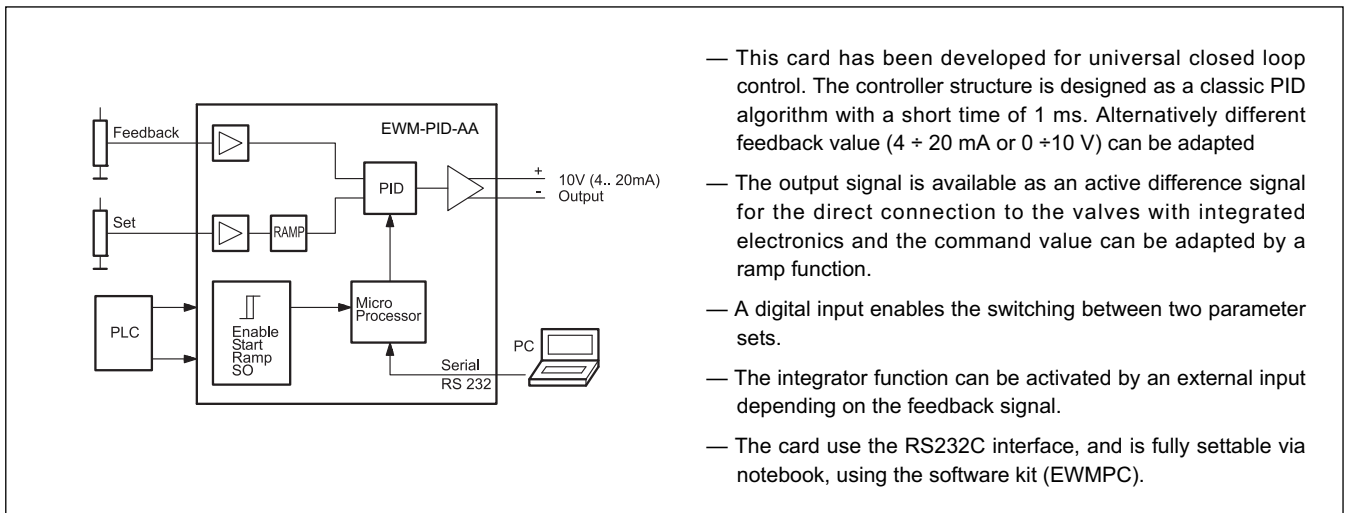 Feedback
EWM-PID-AA
PID
+
10V (4.. 20mA)
-
Output
Set
RAMP
PLC
Enable
Start
Ramp
SO
Micro
Processor
Serial
RS 232
PC
— This card has been developed for universal closed loop
control. The controller structure is designed as a classic PID
algorithm with a short time of 1 ms. Alternatively different
feedback value (4 ÷ 20 mA or 0 ÷10 V) can be adapted
— The output signal is available as an active difference signal
for the direct connection to the valves with integrated
electronics and the command value can be adapted by a
ramp function.
— A digital input enables the switching between two parameter
sets.
— The integrator function can be activated by an external input
depending on the feedback signal.
— The card use the RS232C interface, and is fully settable via
notebook, using the software kit (EWMPC).